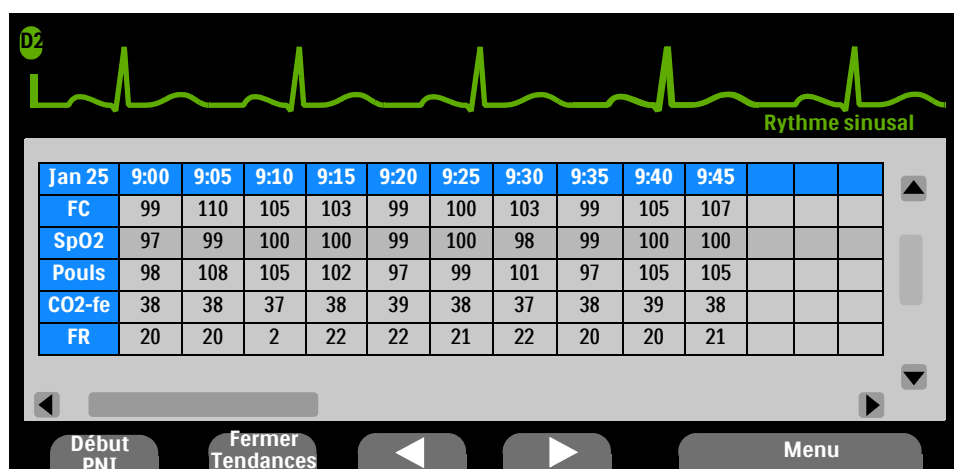 D2
Rythme sinusal
Jan 25 9:00 9:05 9:10 9:15 9:20 9:25 9:30 9:35 9:40 9:45
FC 99 110 105 103 99 100 103 99 105 107
SpO2 97 99 100 100 99 100 98 99 100 100
Pouls 98 108 105 102 97 99 101 97 105 105
CO2-fe 38 38 37 38 39 38 37 38 39 38
FR 20 20 2 22 22 21 22 20 20 21
Début
PNI
Fermer
Tendances
Menu